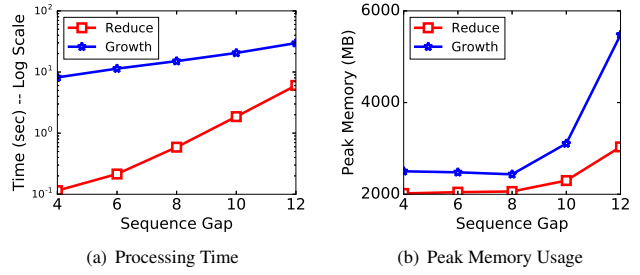 Time (sec) -- Log Scale
10²
10¹
10⁰
10⁻¹
Reduce
Growth
4 6 8 10 12
Sequence Gap
(a) Processing Time
Peak Memory (MB)
6000
4000
2000
Reduce
Growth
4 6 8 10 12
Sequence Gap
(b) Peak Memory Usage